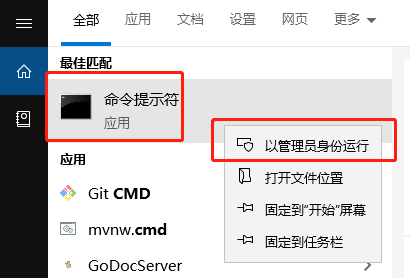 全部 应用 文档 设置 网页 更多
最佳匹配
命令提示符
应用
以管理员身份运行
打开文件位置
固定到“开始”屏幕
固定到任务栏
应用
Git CMD
mvnw.cmd
GoDocServer